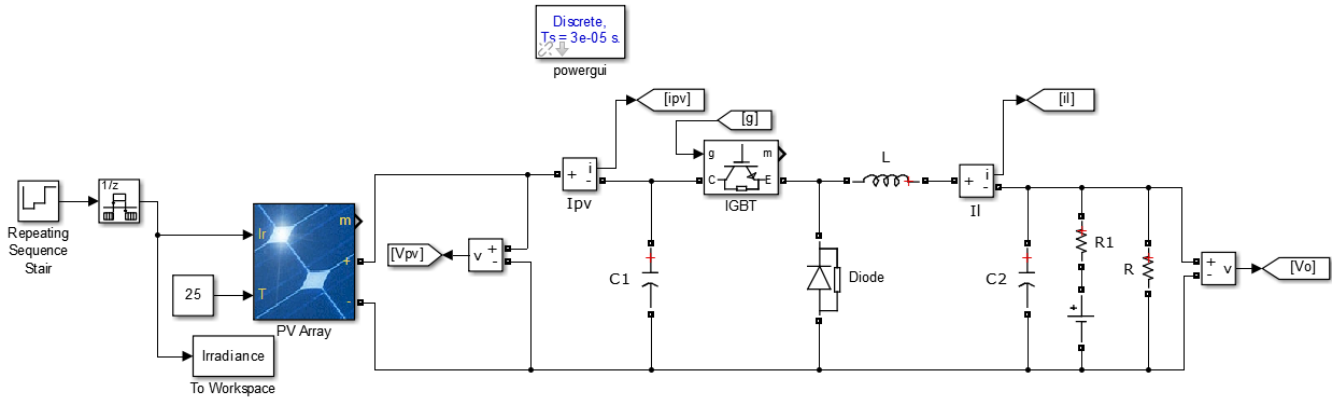 Discrete,
Ts = 3e-05 s.
powergui
[ipv]
[g]
[il]
g
m
C
E
IGBT
L
i
+
-
Ipv
i
+
-
Il
1/z
Repeating
Sequence
Stair
m
Ir
T
+
-
PV Array
25
Irradiance
To Workspace
[Vpv]
v
+
-
C1
Diode
C2
R1
+
R
+
-
v
[Vo]